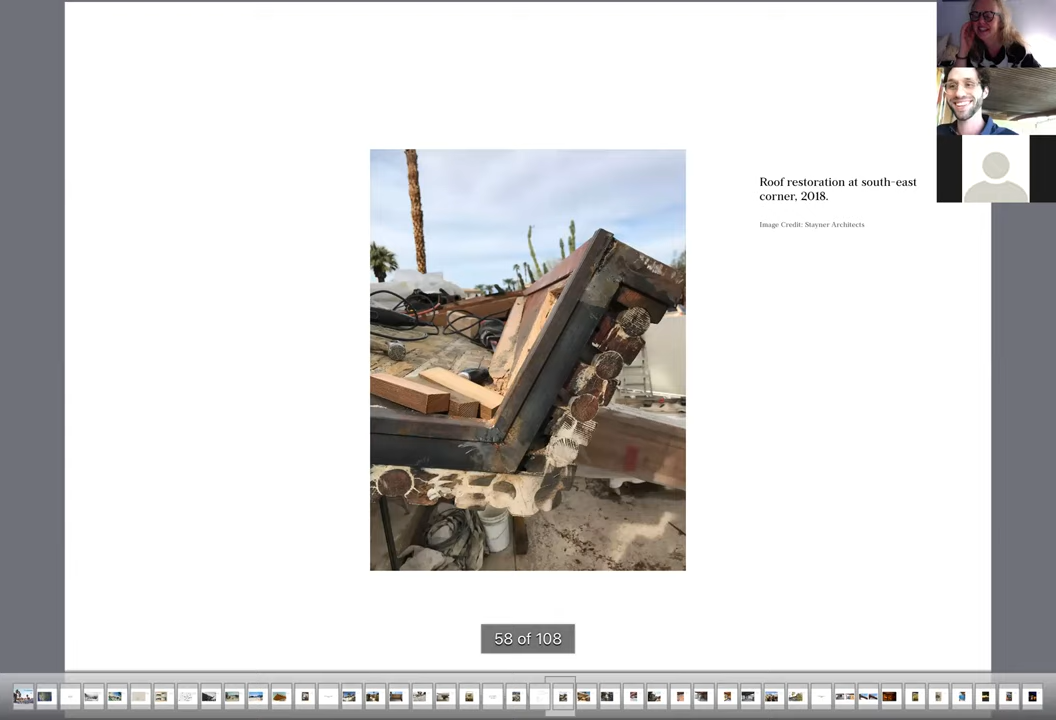 Roof restoration at south-east
corner, 2018.
Image Credit: Stayner Architects
58 of 108